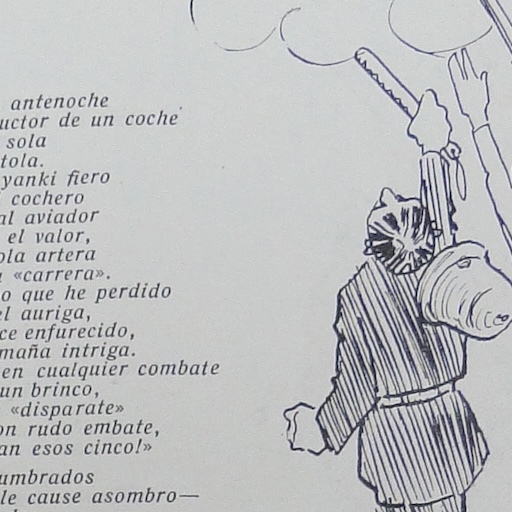 antenoche
uctor de un coche
sola
tola.
yanki fiero
cochero
al aviador
el valor,
ola artera
«carrera».
o que he perdido
el auriga,
ce enfurecido,
maña intriga.
en cualquier combate
un brinco,
«disparate»
on rudo embate,
an esos cinco!»
umbrados
le cause asombro—